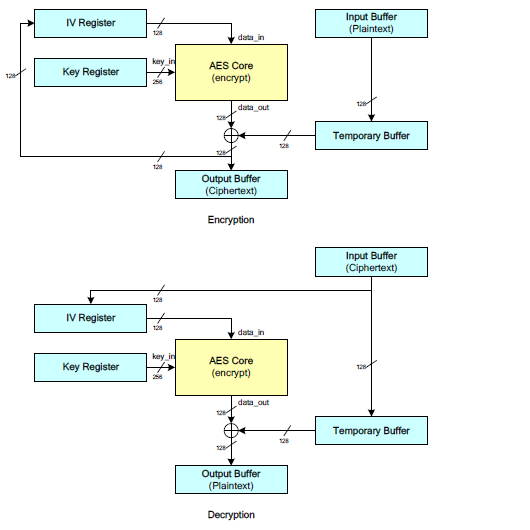 IV Register
128
data_in
Input Buffer
(Plaintext)
128
Key Register
key_in
256
AES Core
(encrypt)
128
data_out
128
128
Temporary Buffer
128
128
Output Buffer
(Ciphertext)
Encryption
Input Buffer
(Ciphertext)
128
IV Register
128
data_in
Key Register
key_in
256
AES Core
(encrypt)
128
data_out
128
128
Temporary Buffer
128
Output Buffer
(Plaintext)
Decryption